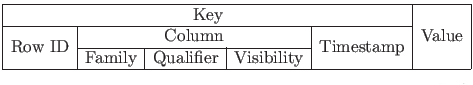 Key
Value
Row ID
Column
Timestamp
Family Qualifier Visibility